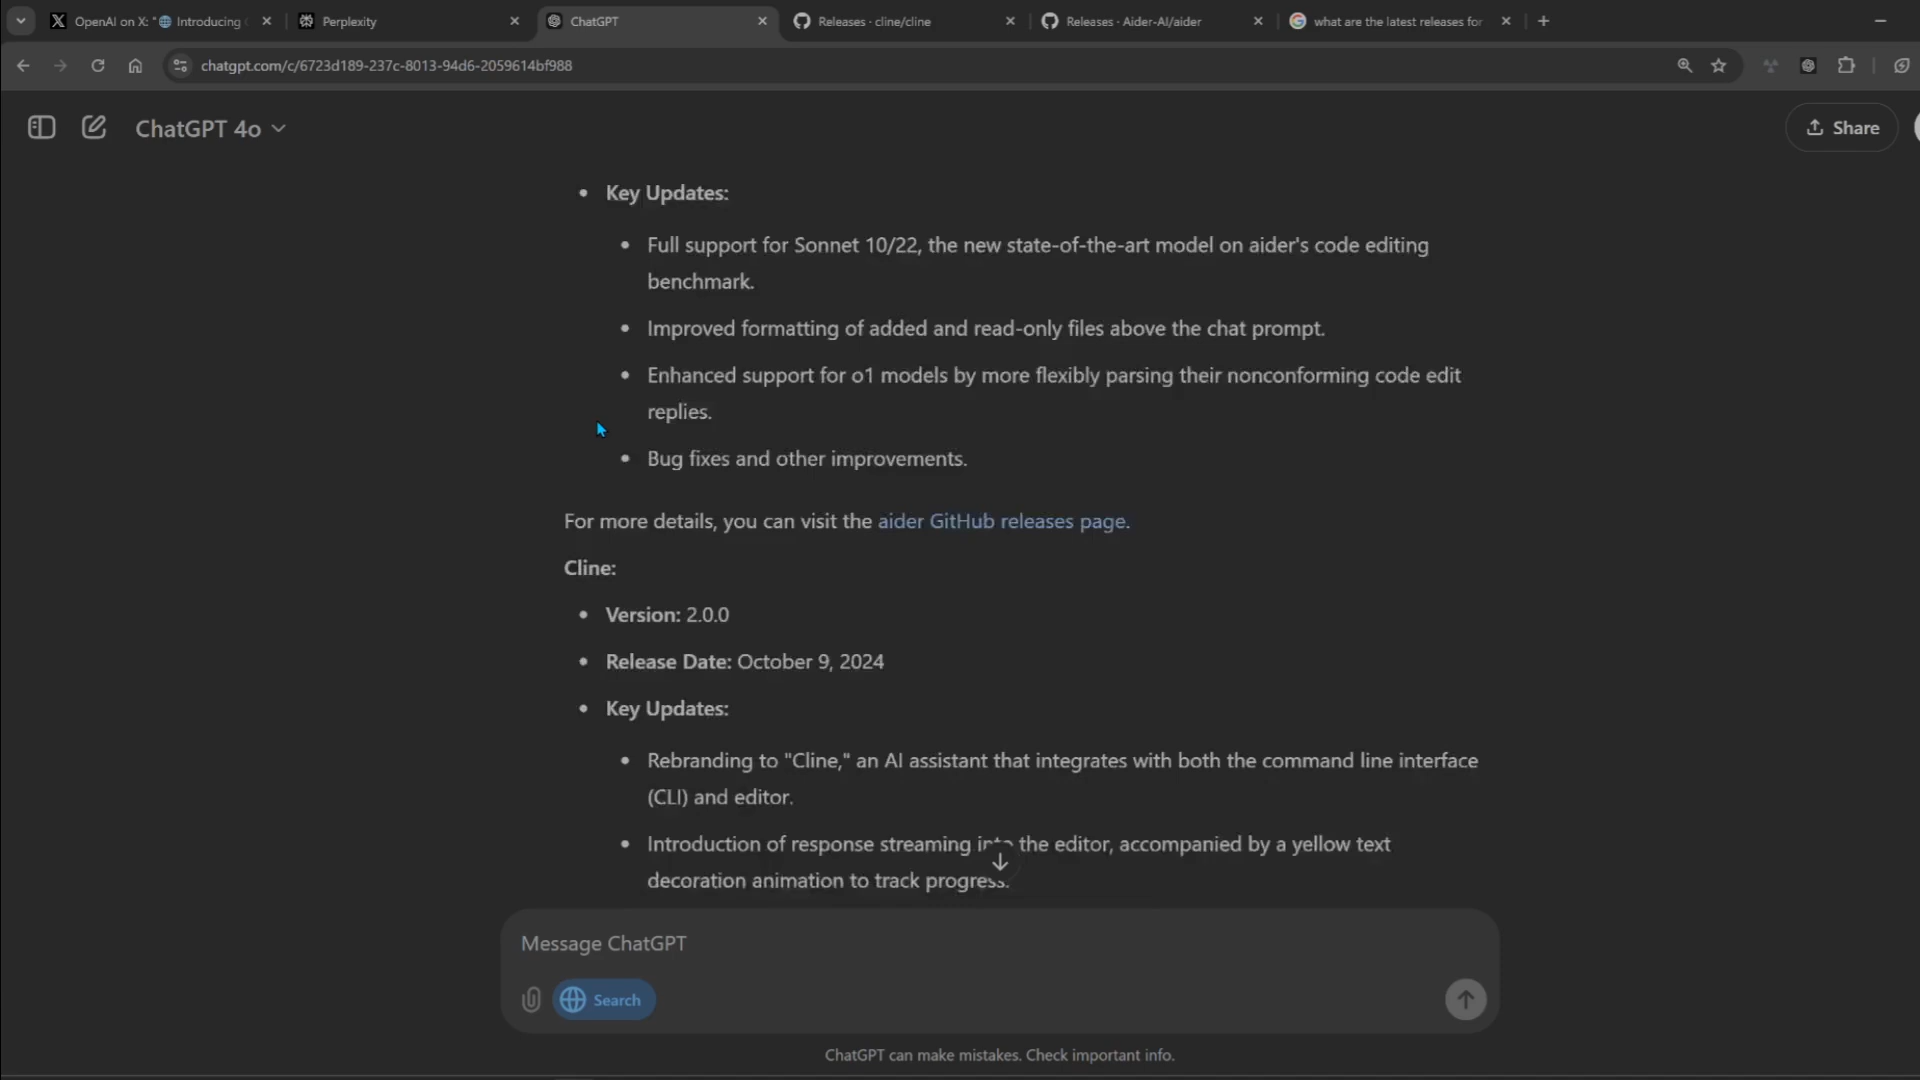 OpenAI on X: "🌐 Introducing
Perplexity
ChatGPT
Releases · cline/cline
Releases · Aider-AI/aider
what are the latest releases for
chatgpt.com/c/6723d189-237c-8013-94d6-2059614bf988
ChatGPT 4o
Share
• Key Updates:
• Full support for Sonnet 10/22, the new state-of-the-art model on aider's code editing
benchmark.
• Improved formatting of added and read-only files above the chat prompt.
• Enhanced support for o1 models by more flexibly parsing their nonconforming code edit
replies.
• Bug fixes and other improvements.
For more details, you can visit the aider GitHub releases page.
Cline:
• Version: 2.0.0
• Release Date: October 9, 2024
• Key Updates:
• Rebranding to "Cline," an AI assistant that integrates with both the command line interface
(CLI) and editor.
• Introduction of response streaming into the editor, accompanied by a yellow text
decoration animation to track progress.
Message ChatGPT
Search
ChatGPT can make mistakes. Check important info.